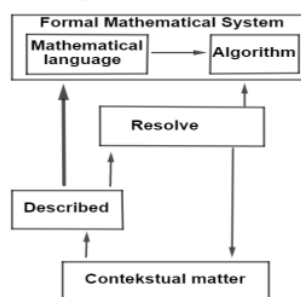 Formal Mathematical System
Mathematical
language
Algorithm
Resolve
Described
Contekstual matter